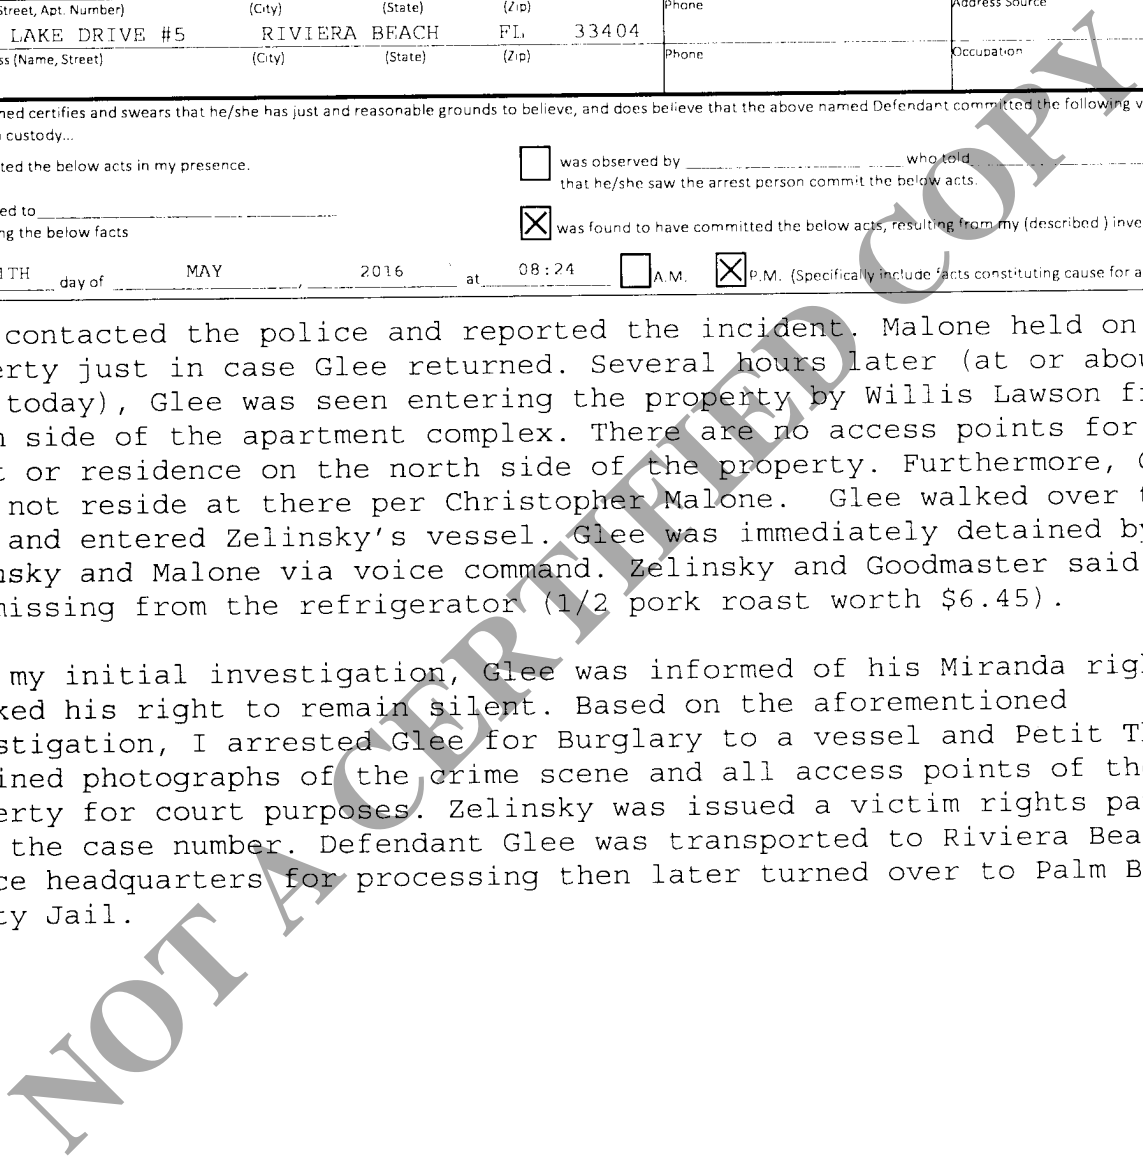 Street, Apt. Number) (City) (State) (Zip) Phone Address Source
LAKE DRIVE #5 RIVIERA BEACH FL 33404
ss (Name, Street) (City) (State) (Zip) Phone Occupation
ned certifies and swears that he/she has just and reasonable grounds to believe, and does believe that the above named Defendant committed the following v
custody...
ted the below acts in my presence. was observed by who told
that he/she saw the arrest person commit the below acts.
ed to
ng the below facts was found to have committed the below acts, resulting from my (described ) inve
TH day of MAY , 2016 at 08:24 A.M. P.M. (Specifically include facts constituting cause for a
contacted the police and reported the incident. Malone held on
erty just in case Glee returned. Several hours later (at or abou
today), Glee was seen entering the property by Willis Lawson f
side of the apartment complex. There are no access points for
t or residence on the north side of the property. Furthermore, G
not reside at there per Christopher Malone. Glee walked over t
and entered Zelinsky's vessel. Glee was immediately detained by
nsky and Malone via voice command. Zelinsky and Goodmaster said
missing from the refrigerator (1/2 pork roast worth $6.45).
my initial investigation, Glee was informed of his Miranda righ
ked his right to remain silent. Based on the aforementioned
stigation, I arrested Glee for Burglary to a vessel and Petit T
ined photographs of the crime scene and all access points of th
erty for court purposes. Zelinsky was issued a victim rights pa
the case number. Defendant Glee was transported to Riviera Bea
ce headquarters for processing then later turned over to Palm B
ty Jail.
NOT A CERTIFIED COPY